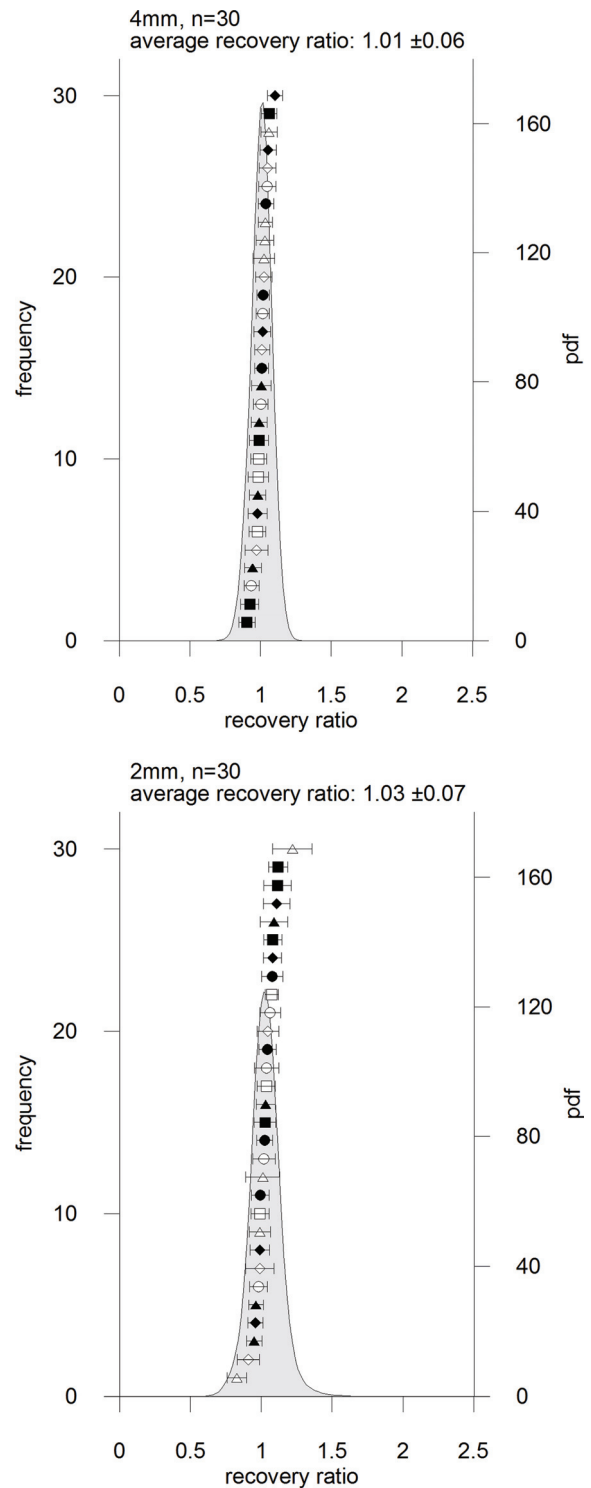 4mm, n=30
average recovery ratio: 1.01 ±0.06
30
20
10
0
frequency
160
120
80
40
0
pdf
0 0.5 1 1.5 2 2.5
recovery ratio
2mm, n=30
average recovery ratio: 1.03 ±0.07
30
20
10
0
frequency
160
120
80
40
0
pdf
0 0.5 1 1.5 2 2.5
recovery ratio